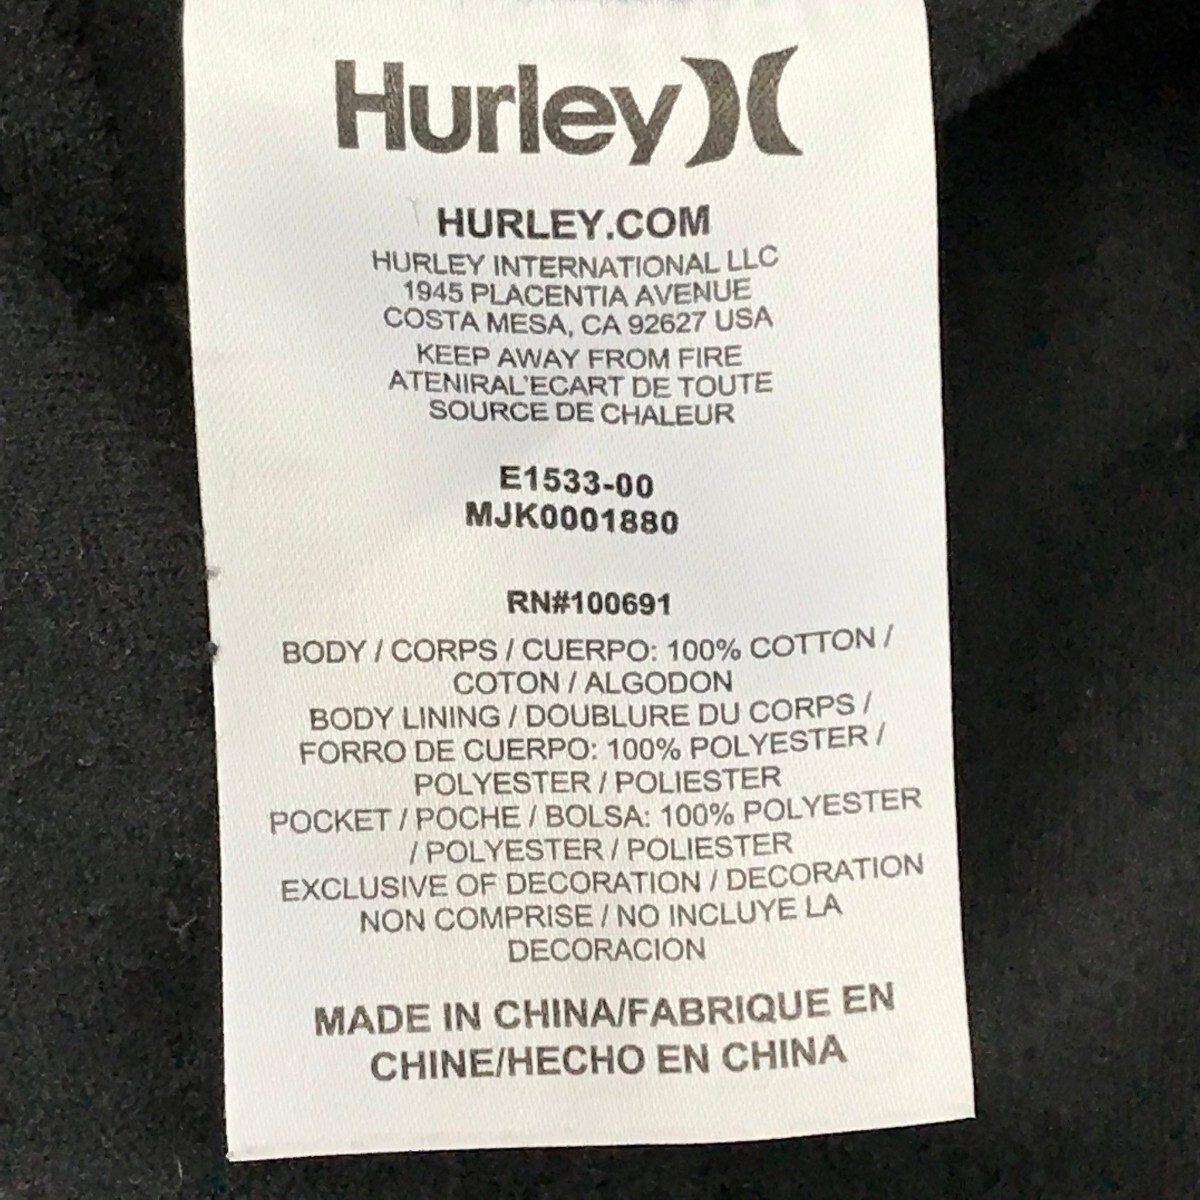 Hurley
HURLEY.COM
HURLEY INTERNATIONAL LLC
1945 PLACENTIA AVENUE
COSTA MESA, CA 92627 USA
KEEP AWAY FROM FIRE
ATENIRAL'ECART DE TOUTE
SOURCE DE CHALEUR
E1533-00
MJK0001880
RN#100691
BODY / CORPS / CUERPO: 100% COTTON /
COTON / ALGODON
BODY LINING / DOUBLURE DU CORPS /
FORRO DE CUERPO: 100% POLYESTER /
POLYESTER / POLIESTER
POCKET / POCHE / BOLSA: 100% POLYESTER
/ POLYESTER / POLIESTER
EXCLUSIVE OF DECORATION / DECORATION
NON COMPRISE / NO INCLUYE LA
DECORACION
MADE IN CHINA/FABRIQUE EN
CHINE/HECHO EN CHINA